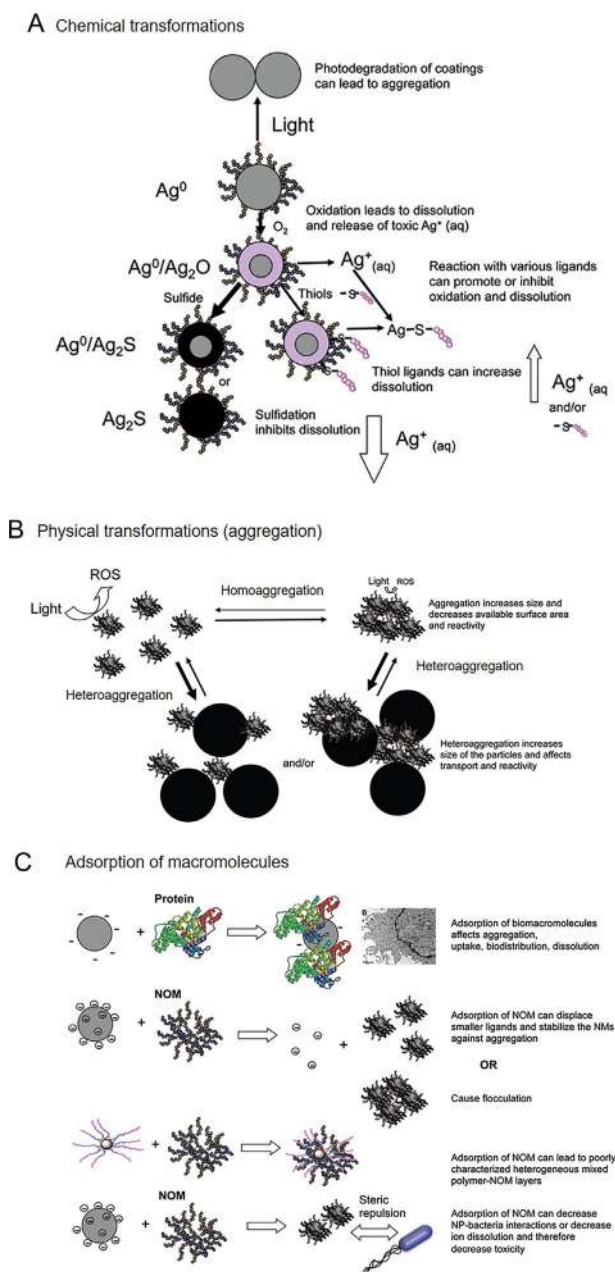 A Chemical transformations
Photodegradation of coatings
can lead to aggregation
Light
Ag⁰
O₂
Oxidation leads to dissolution
and release of toxic Ag⁺ (aq)
Ag⁰/Ag₂O
Ag⁺ (aq)
Reaction with various ligands
can promote or inhibit
oxidation and dissolution
Sulfide
Thiols
-S-
Ag⁰/Ag₂S
Ag-S-
S
S
Thiol ligands can increase
dissolution
or
Ag⁺ (aq
and/or
-S-
Ag₂S
Sulfidation
inhibits dissolution
Ag⁺ (aq)
B Physical transformations (aggregation)
ROS
Light
Homoaggregation
Light ROS
Aggregation increases size and
decreases available surface area
and reactivity
Heteroaggregation
Heteroaggregation
and/or
Heteroaggregation increases
size of the particles and affects
transport and reactivity
C Adsorption of macromolecules
Protein
+
Adsorption of biomacromolecules
affects aggregation,
uptake, biodistribution, dissolution
NOM
+
+
Adsorption of NOM can displace
smaller ligands and stabilize the NMs
against aggregation
OR
Cause flocculation
+
Adsorption of NOM can lead to poorly
characterized heterogeneous mixed
polymer-NOM layers
NOM
+
Steric
repulsion
Adsorption of NOM can decrease
NP-bacteria interactions or decrease
ion dissolution and therefore
decrease toxicity